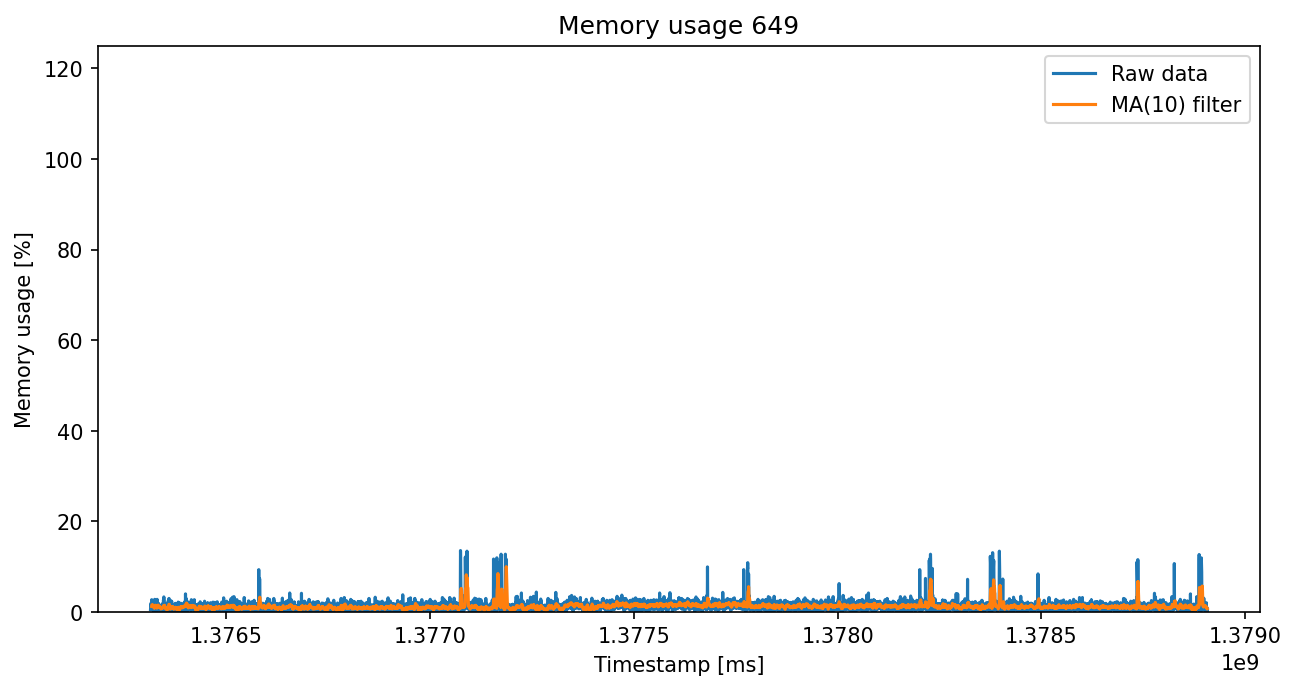 Memory usage 649
Raw data
MA(10) filter
120
100
80
60
40
20
0
Memory usage [%]
1.3765 1.3770 1.3775 1.3780 1.3785 1.3790
1e9
Timestamp [ms]